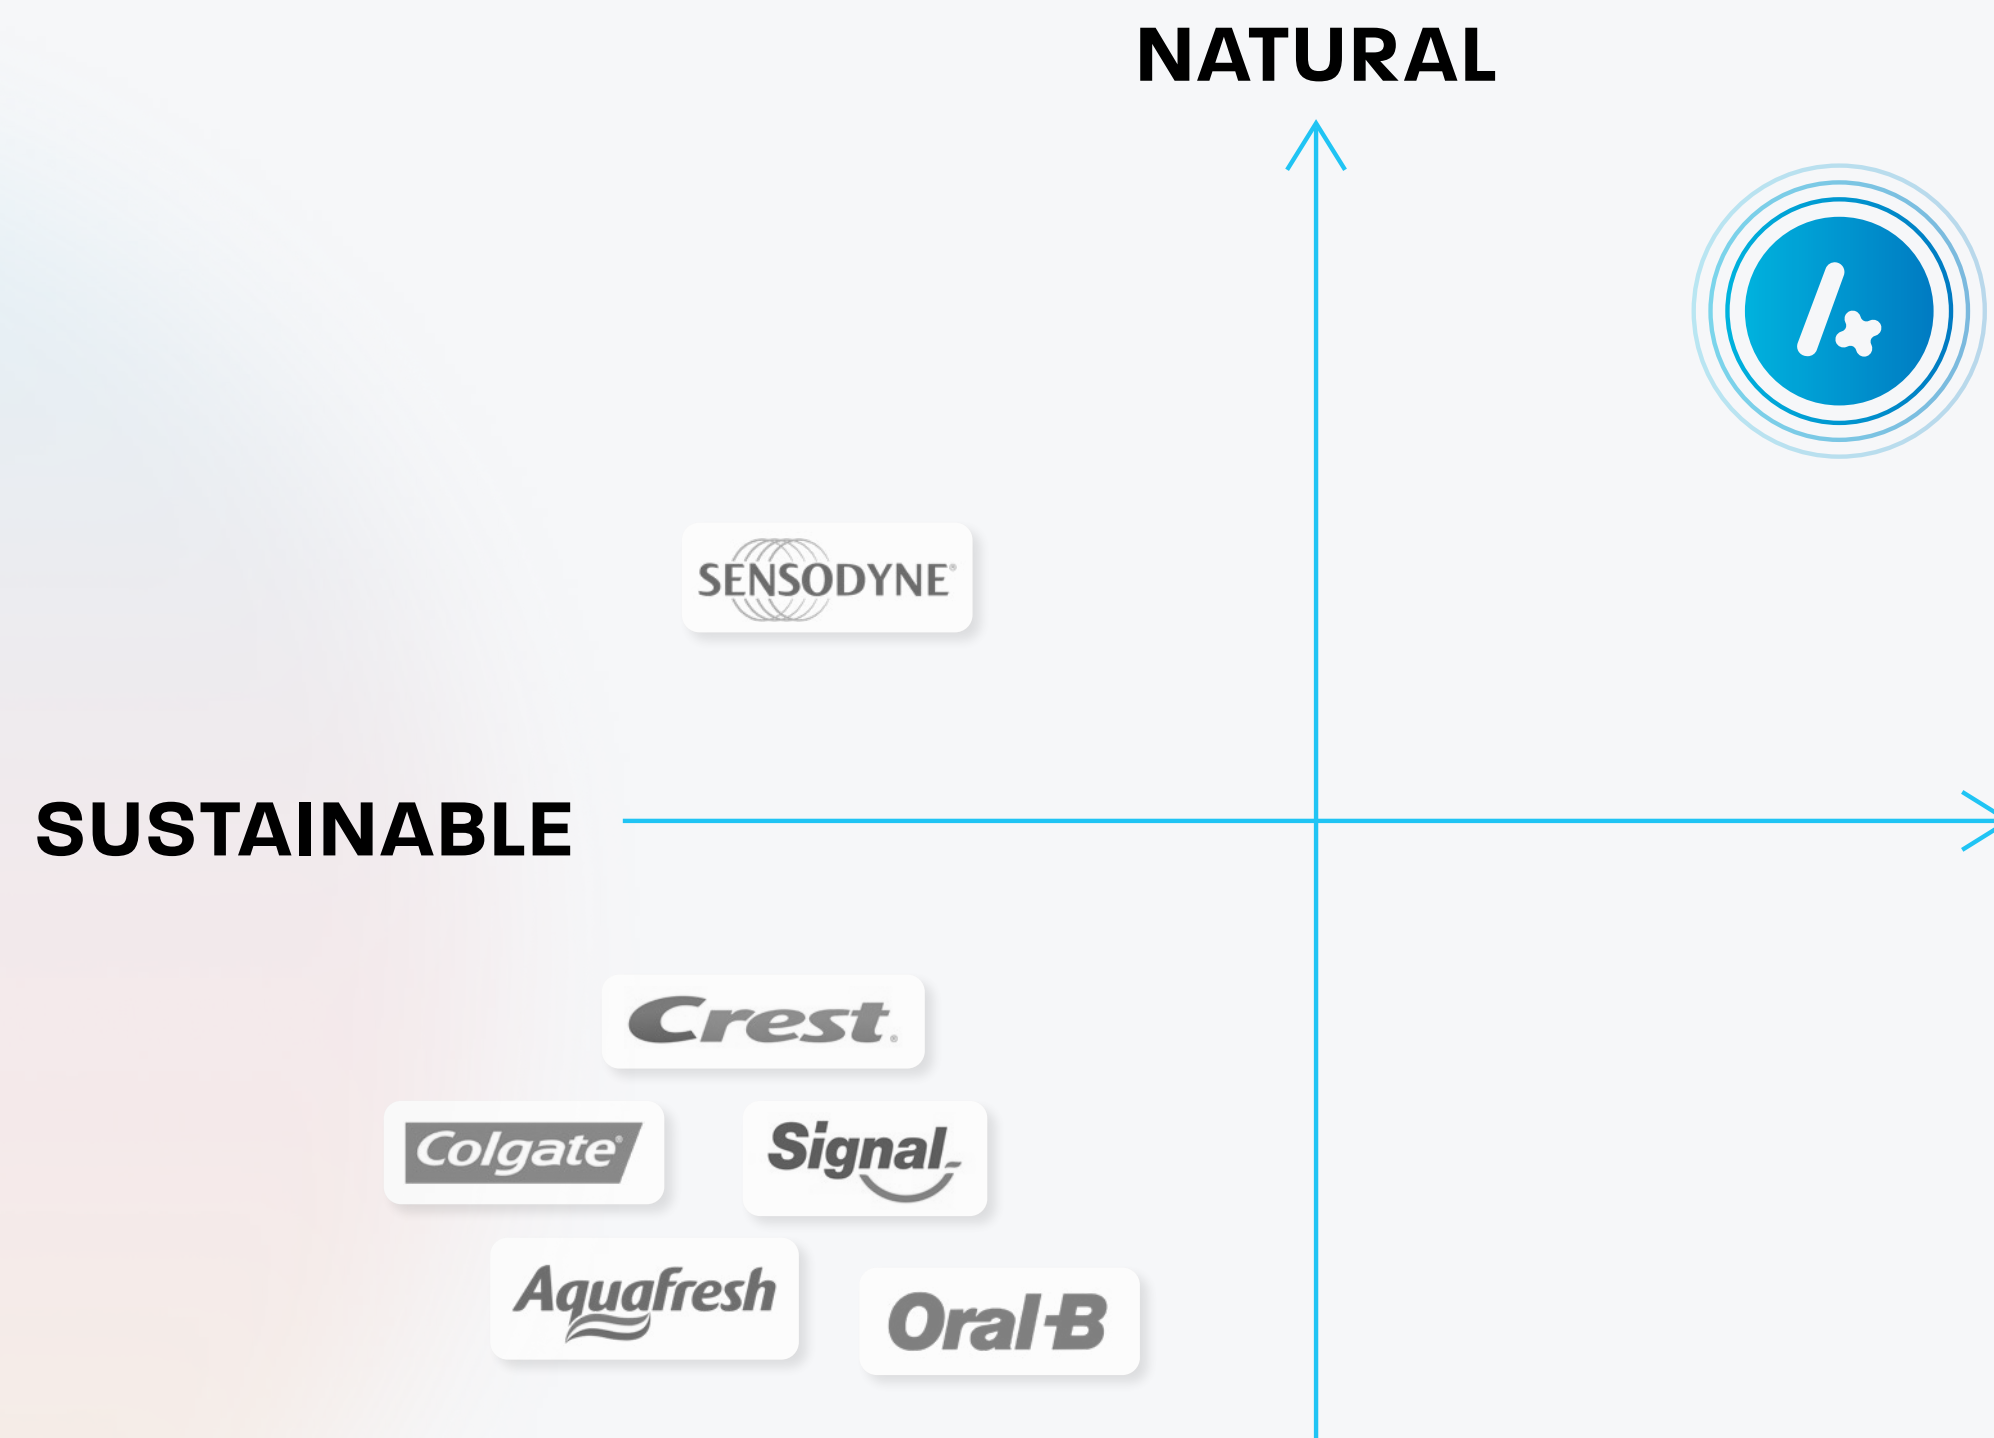 NATURAL
SENSODYNE®
SUSTAINABLE
Crest®
Colgate®
Signal
Aquafresh
Oral-B